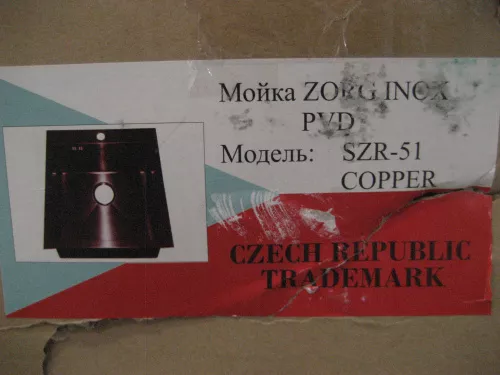 Мойка ZORG INOX
PVD
Модель: SZR-51
COPPER
CZECH REPUBLIC
TRADEMARK